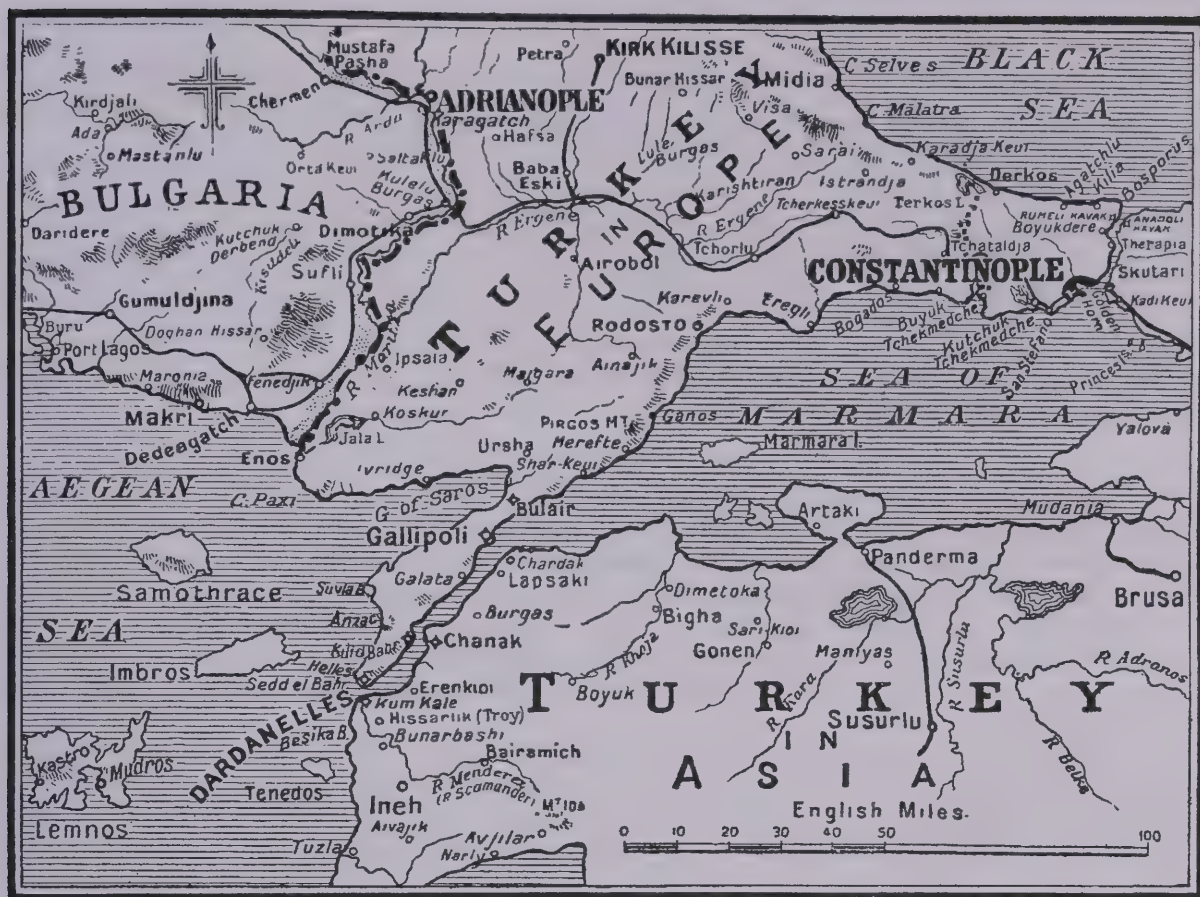 Mustafa
Pasha
Petra
KIRK KILISSE
BLACK
SEA
C Selves
Bunar Hissar
Midia
Visa
C. Malatra
Kirdjali
Ada
Mastanlu
Chermen
ADRIANOPLE
Karagatch
R Ardu
Hafsa
Orta Keui
Saltaklu
Kuleli
Burgas
Baba
Eski
Lule
Burgas
Sarai
Karadja Keui
Istrandja
Derkos
Agatchlu
Kilia
Bosporus
BULGARIA
Daridere
Kutchuk
Derbend
Dimotika
R Ergene
Karishtiran
R Ergene
Tcherkesskeui
Terkos L
RUMELI KAVAK
Boyukdere
ANADOLI
KAVAK
Therapia
Skutari
Kadi Keui
Sufli
TURKEY
IN
EUROPE
Airobol
Tchorlu
Tchataldja
CONSTANTINOPLE
Golden
Horn
Gumuldjina
Doghan Hissar
Byru
Port Lagos
Maronia
Makri
Fenedjik
Dedeagatch
Enos
R Maritza
Ipsala
Keshan
Koskur
Jala L
Malgara
Ainajik
RODOSTO
Karevli
Eregli
Bogados
Buyuk
Tchekmedche
Kutchuk
Tchekmedche
San Stefano
Princes Is
SEA OF
MARMARA
Yalova
PIRGOS MT
Merefte
Ganos
Marmara I.
Ursha
Shar-Keui
Ivridge
AEGEAN
SEA
C. Paxi
G of Saros
Bulair
Gallipoli
Artaki
Mudania
Panderma
Brusa
Samothrace
Suvla B.
Galata
Chardak
Lapsaki
Anzac
Burgas
Dimetoka
Bigha
Sari Kioi
Gonen
Maniyas
Kilid Bahr
Chanak
Imbros
Helles
Sedd el Bahr
Erenkioi
Kum Kale
Hissarlik (Troy)
Bunarbashi
R Khoja
Boyuk
R Kara
Susurlu
R Susurlu
R Adranos
R Belka
TURKEY
IN
ASIA
DARDANELLES
Besika B.
Bairamich
R Menderez
(R Scamander)
Mt Ida
Kastro
Mudros
Lemnos
Tenedos
Ineh
Aivajik
Avjilar
Narly
Tuzla
English Miles.
0 10 20 30 40 50 100